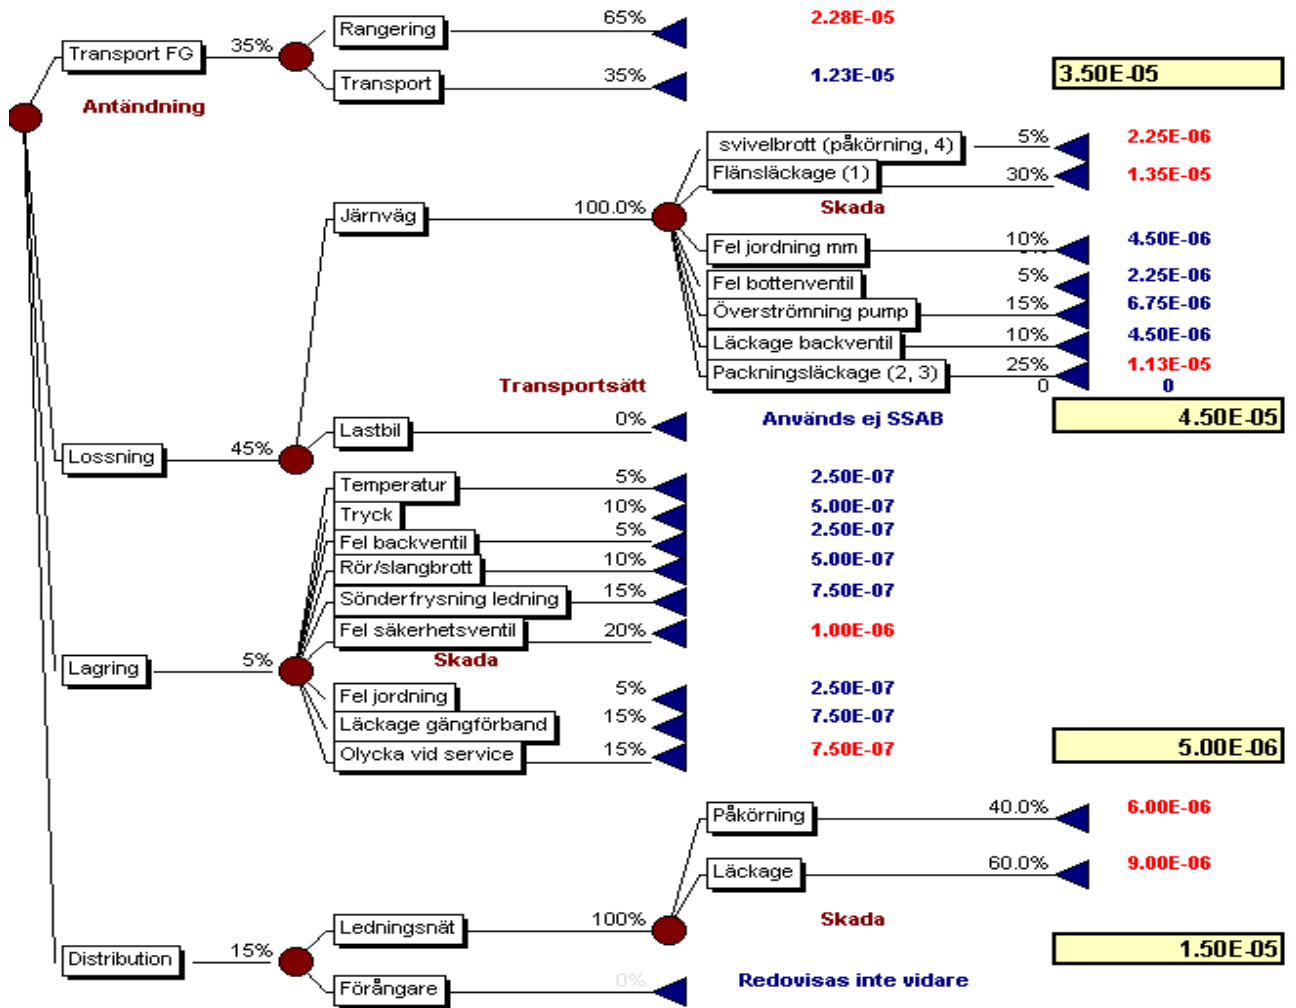 Rangering 65% 2.28E-05
Transport FG 35%
Transport 35% 1.23E-05 3.50E-05
Antändning
svivelbrott (påkörning, 4) 5% 2.25E-06
Flänsläckage (1) 30% 1.35E-05
Skada
Järnväg 100.0%
Fel jordning mm 10% 4.50E-06
Fel bottenventil 5% 2.25E-06
Överströmning pump 15% 6.75E-06
Läckage backventil 10% 4.50E-06
Packningsläckage (2, 3) 25% 1.13E-05
0 0
Transportsätt
Lastbil 0% Används ej SSAB 4.50E-05
Lossning 45%
Temperatur 5% 2.50E-07
Tryck 10% 5.00E-07
Fel backventil 5% 2.50E-07
Rör/slangbrott 10% 5.00E-07
Sönderfrysning ledning 15% 7.50E-07
Fel säkerhetsventil 20% 1.00E-06
Skada
Lagring 5%
Fel jordning 5% 2.50E-07
Läckage gängförband 15% 7.50E-07
Olycka vid service 15% 7.50E-07 5.00E-06
Påkörning 40.0% 6.00E-06
Läckage 60.0% 9.00E-06
Skada
Ledningsnät 100%
Distribution 15% 1.50E-05
Förångare 0% Redovisas inte vidare